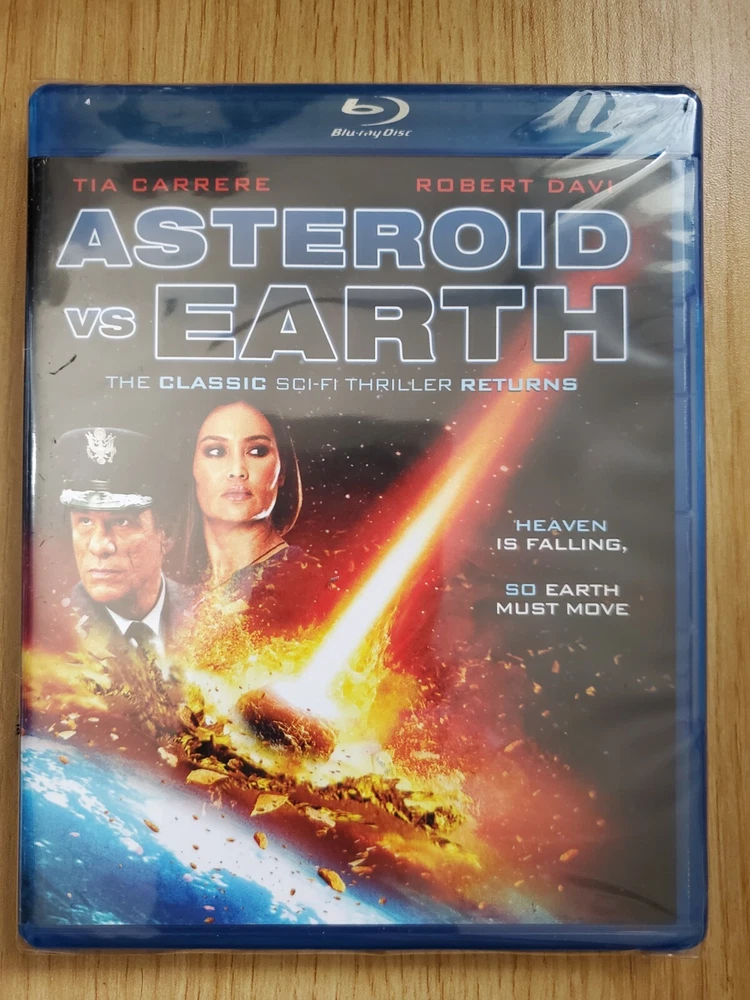 Blu-ray Disc
TIA CARRERE ROBERT DAVI
ASTEROID
VS EARTH
THE CLASSIC SCI-FI THRILLER RETURNS
HEAVEN
IS FALLING,
SO EARTH
MUST MOVE